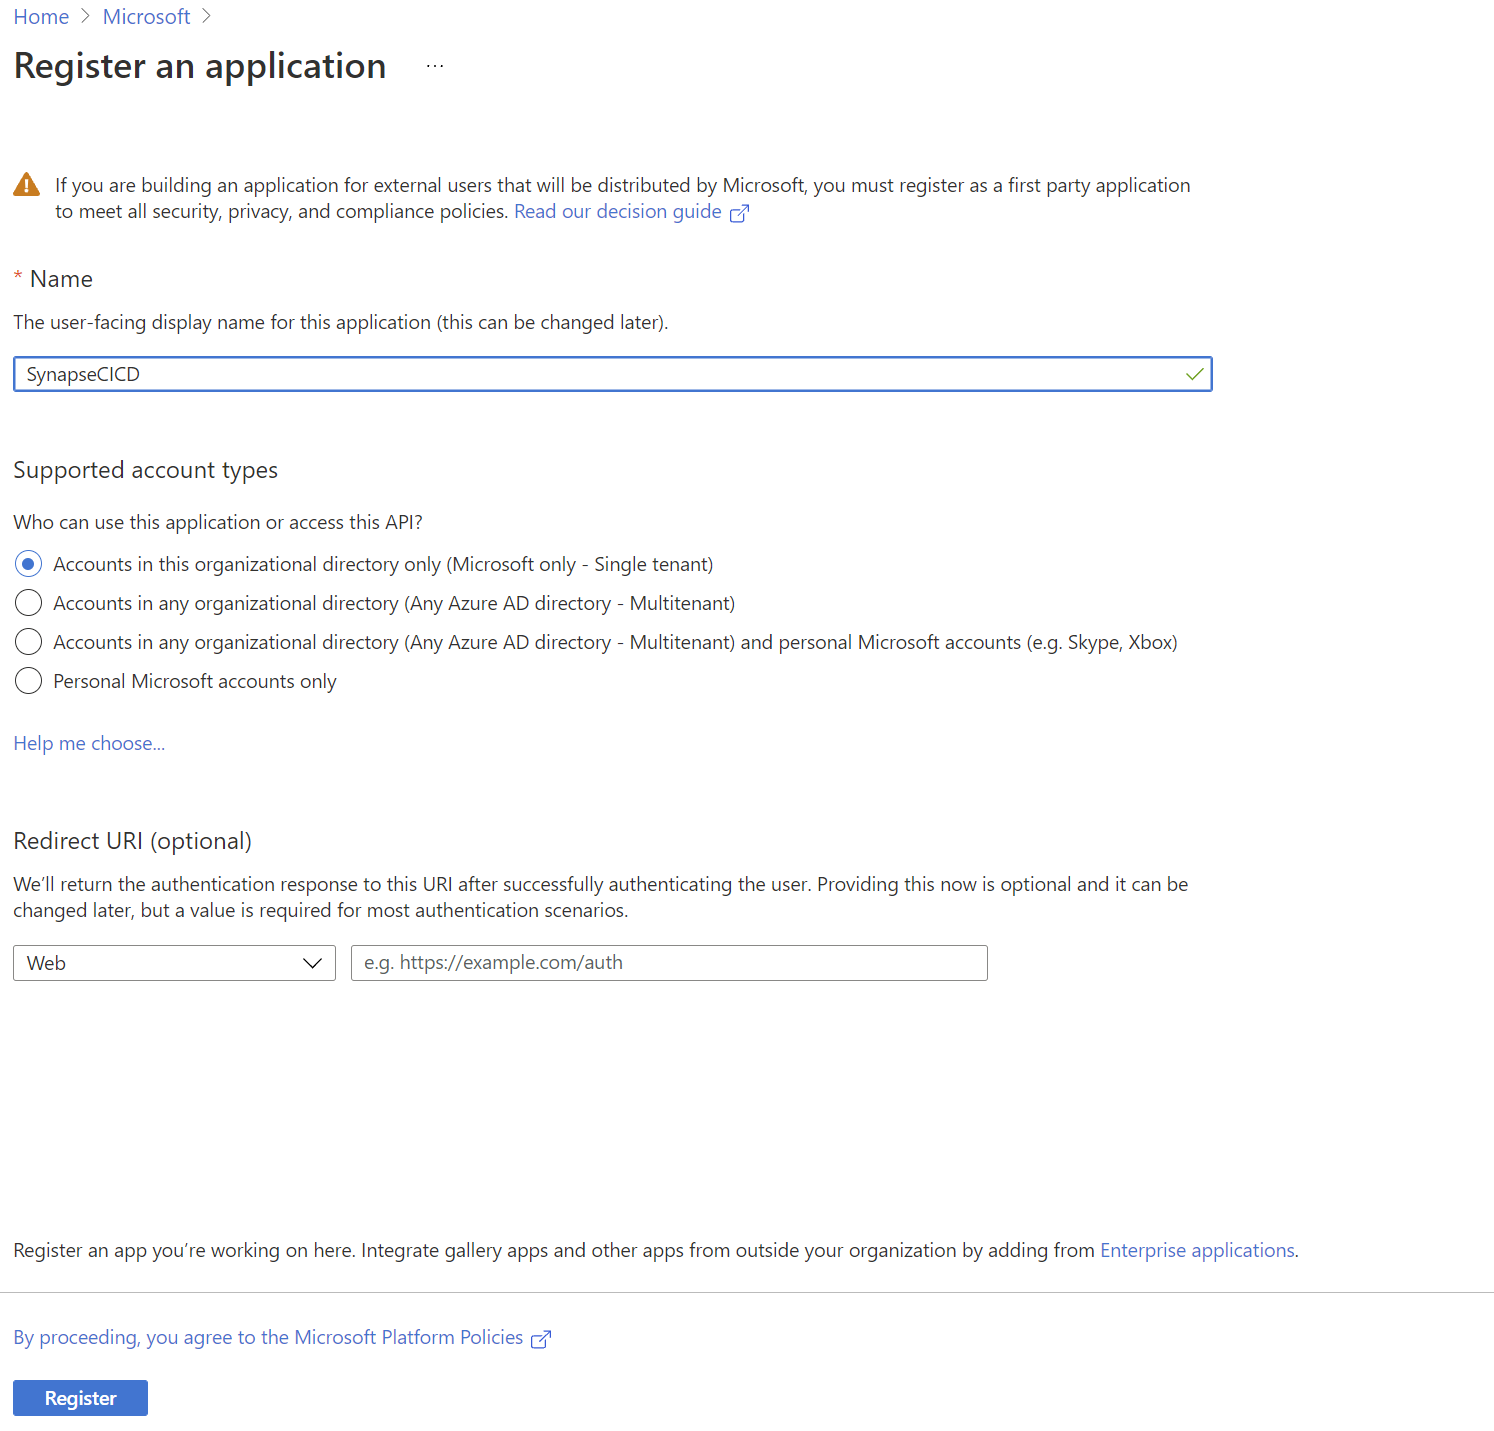 Home > Microsoft >
Register an application ...
If you are building an application for external users that will be distributed by Microsoft, you must register as a first party application
to meet all security, privacy, and compliance policies. Read our decision guide
* Name
The user-facing display name for this application (this can be changed later).
SynapseCICD
Supported account types
Who can use this application or access this API?
Accounts in this organizational directory only (Microsoft only - Single tenant)
Accounts in any organizational directory (Any Azure AD directory - Multitenant)
Accounts in any organizational directory (Any Azure AD directory - Multitenant) and personal Microsoft accounts (e.g. Skype, Xbox)
Personal Microsoft accounts only
Help me choose...
Redirect URI (optional)
We’ll return the authentication response to this URI after successfully authenticating the user. Providing this now is optional and it can be
changed later, but a value is required for most authentication scenarios.
Web e.g. https://example.com/auth
Register an app you’re working on here. Integrate gallery apps and other apps from outside your organization by adding from Enterprise applications.
By proceeding, you agree to the Microsoft Platform Policies
Register